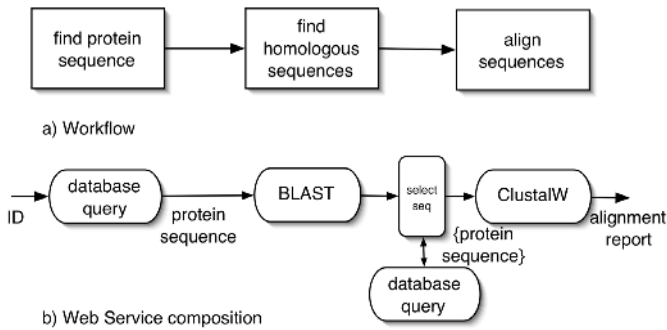 find protein
sequence
find
homologous
sequences
align
sequences
a) Workflow
ID
database
query
protein
sequence
BLAST
select
seq
{protein
sequence}
database
query
ClustalW
alignment
report
b) Web Service composition